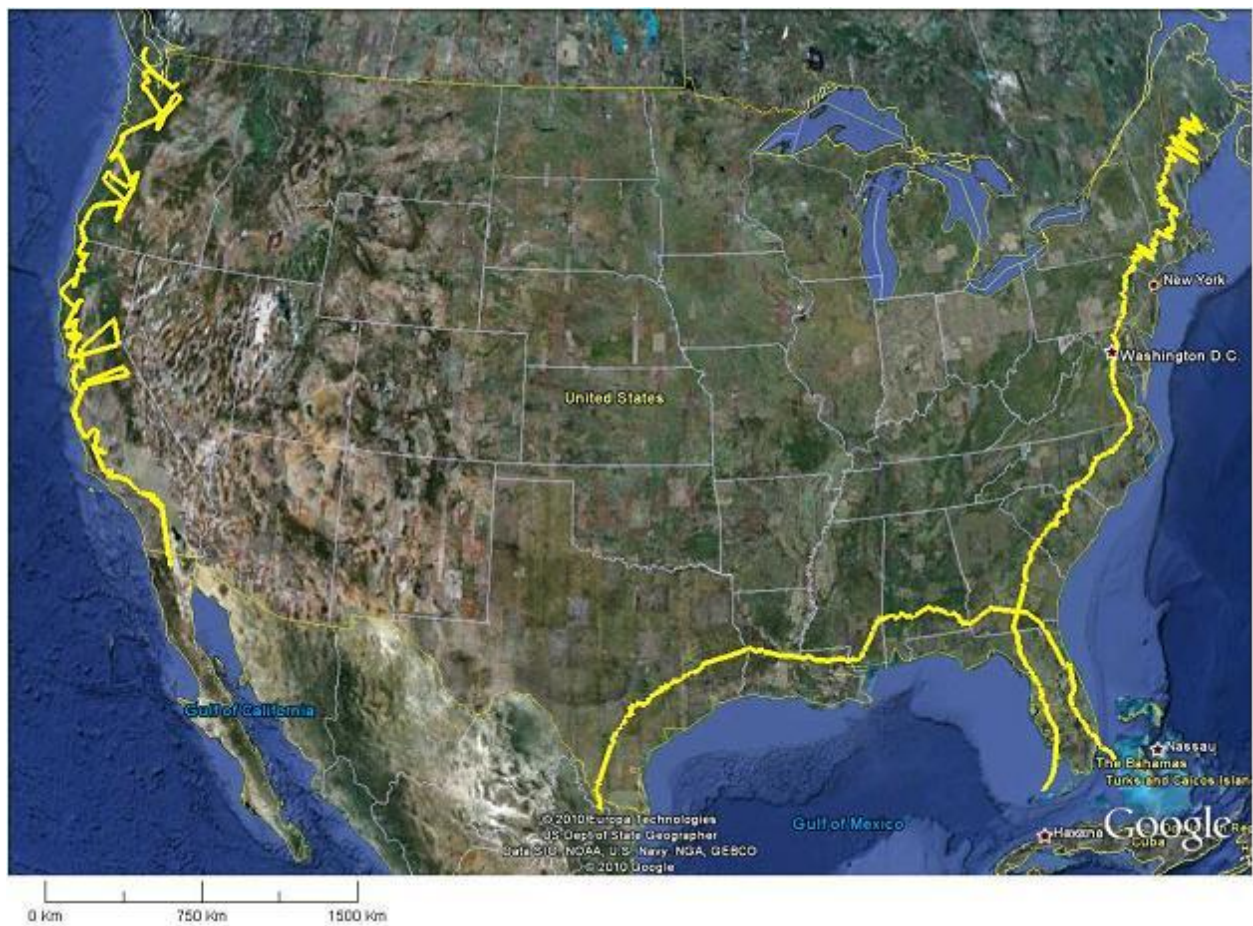 New York
Washington D.C.
United States
Gulf of California
Nassau
The Bahamas
Turks and Caicos Islan
© 2010 Europa Technologies
US Dept of State Geographer
Data SIO, NOAA, U.S. Navy, NGA, GEBCO
© 2010 Google
Gulf of Mexico
Havana
Google
Cuba
0 Km
750 Km
1500 Km